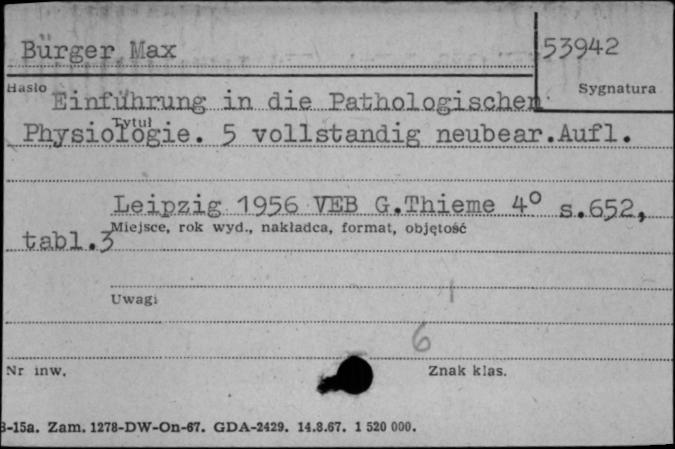 Bürger Max
53942
Hasło
Sygnatura
Einführung in die Pathologischen
Tytuł
Physiologie. 5 vollstandig neubear.Aufl.
Leipzig 1956 VEB G.Thieme 4° s.652,
Miejsce, rok wyd., nakładca, format, objętość
tabl.3
Uwagi
1
6
Nr inw.
Znak klas.
3-15a. Zam. 1278-DW-On-67. GDA-2429. 14.8.67. 1 520 000.